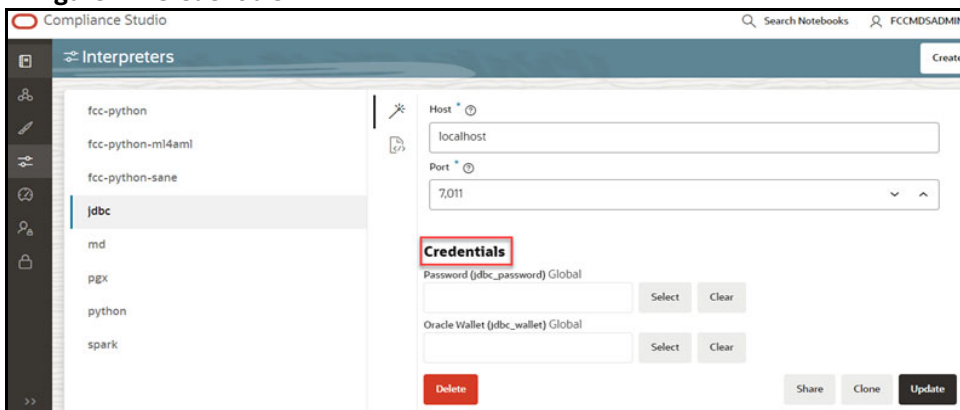 Compliance Studio
Search Notebooks
FCCMDSADMIN
Interpreters
Create
fcc-python
fcc-python-ml4aml
fcc-python-sane
jdbc
md
pgx
python
spark
Host *
localhost
Port *
7,011
Credentials
Password (jdbc_password) Global
Select Clear
Oracle Wallet (jdbc_wallet) Global
Select Clear
Delete Share Clone Update
>>